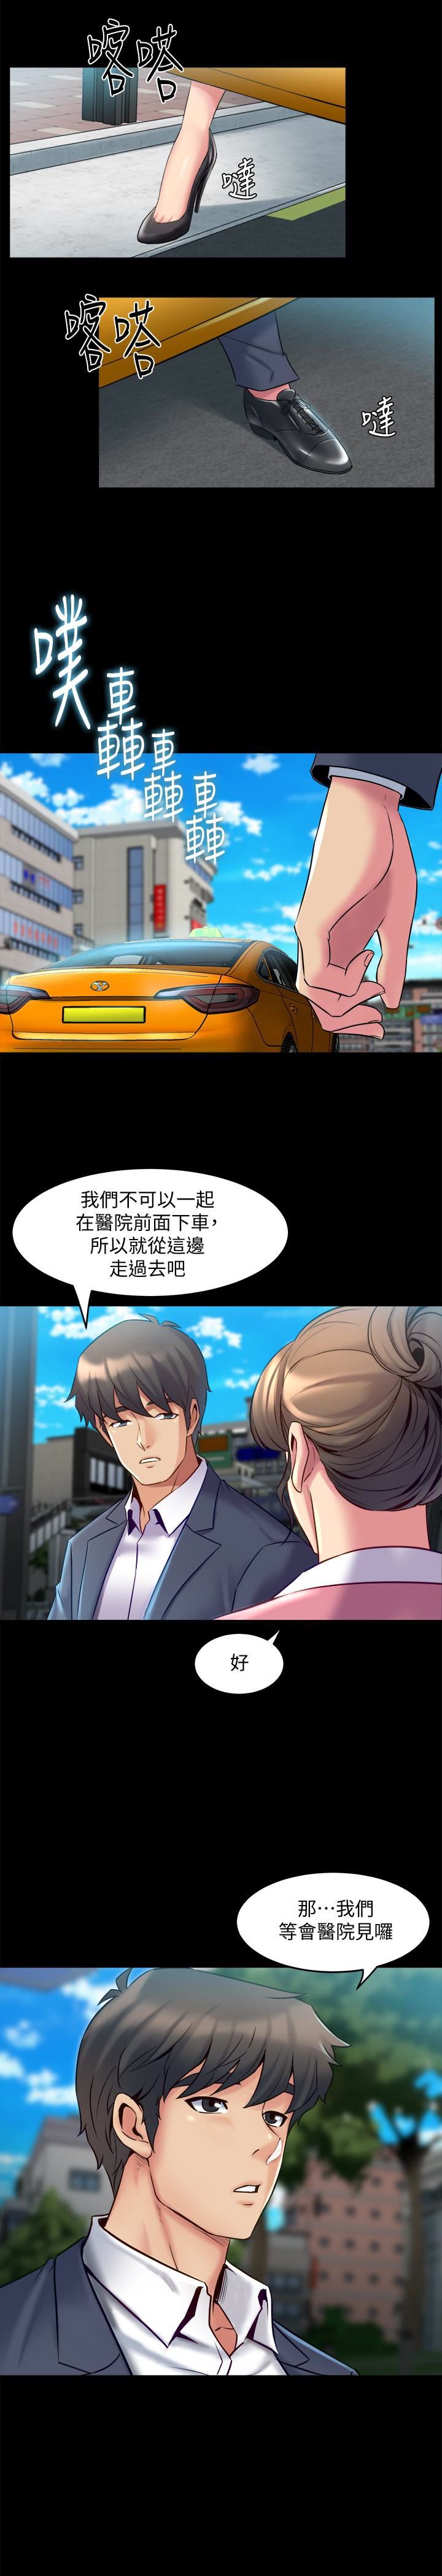 喀嗒
噠
喀嗒
噠
噗
轟
轟
轟
我們不可以一起
在醫院前面下車,
所以就從這邊
走過去吧
好
那⋯我們
等會醫院見囉